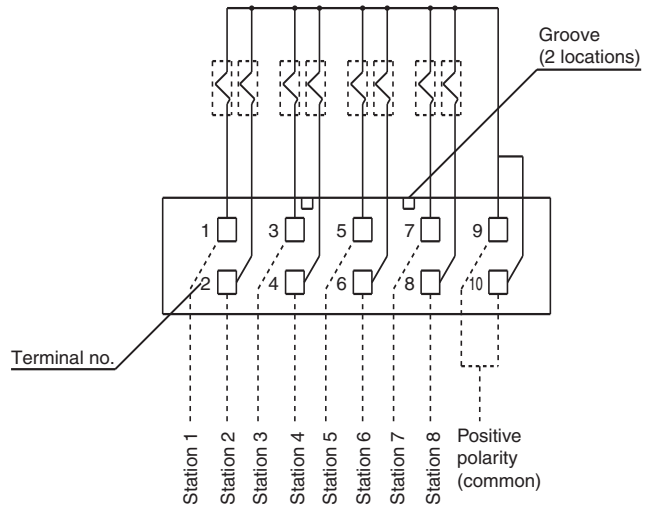 Groove
(2 locations)
1 3 5 7 9
2 4 6 8 10
Terminal no.
Station 1
Station 2
Station 3
Station 4
Station 5
Station 6
Station 7
Station 8
Positive
polarity
(common)